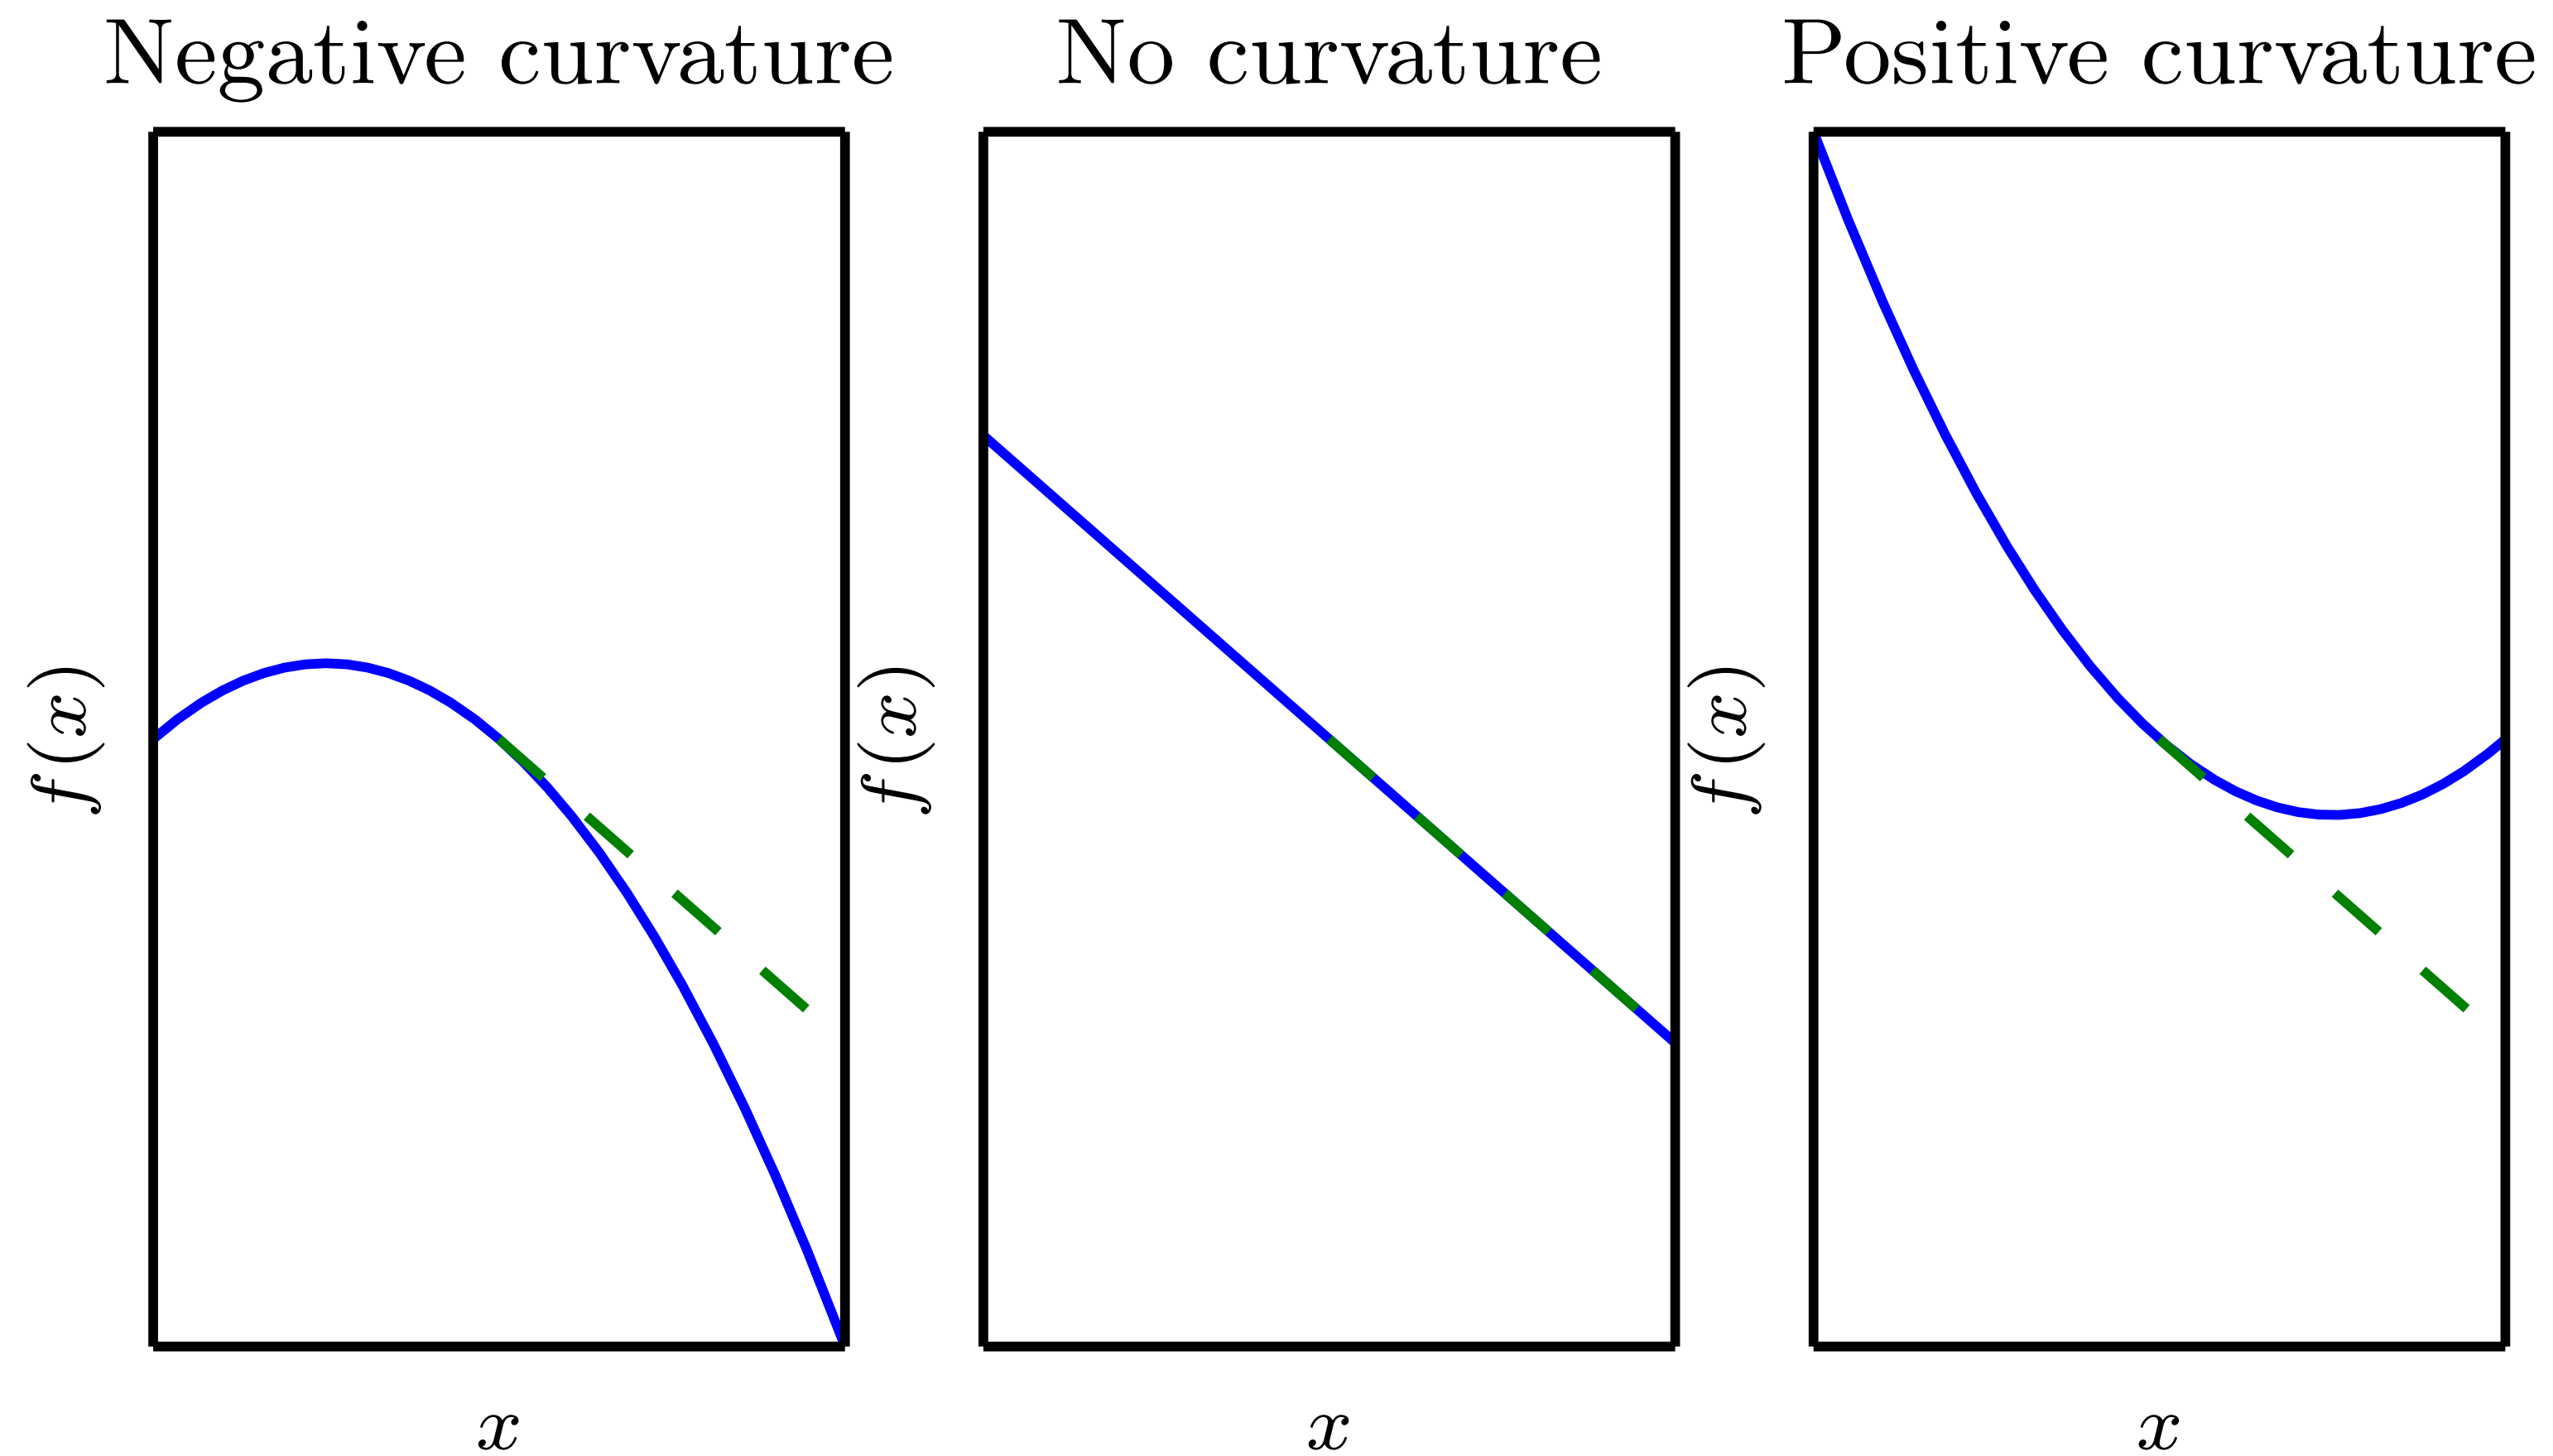 Negative curvature
No curvature
Positive curvature
f(x)
f(x)
f(x)
x
x
x